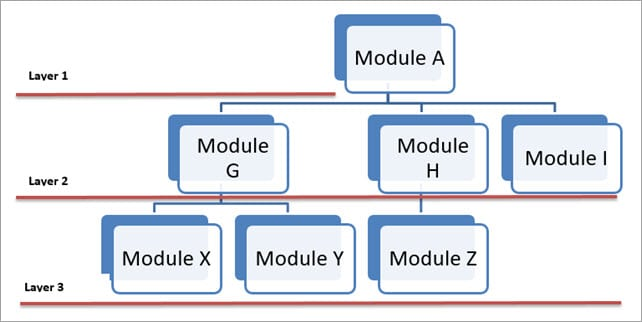 Module A
Layer 1
Module
G
Module
H
Module I
Layer 2
Module X
Module Y
Module Z
Layer 3